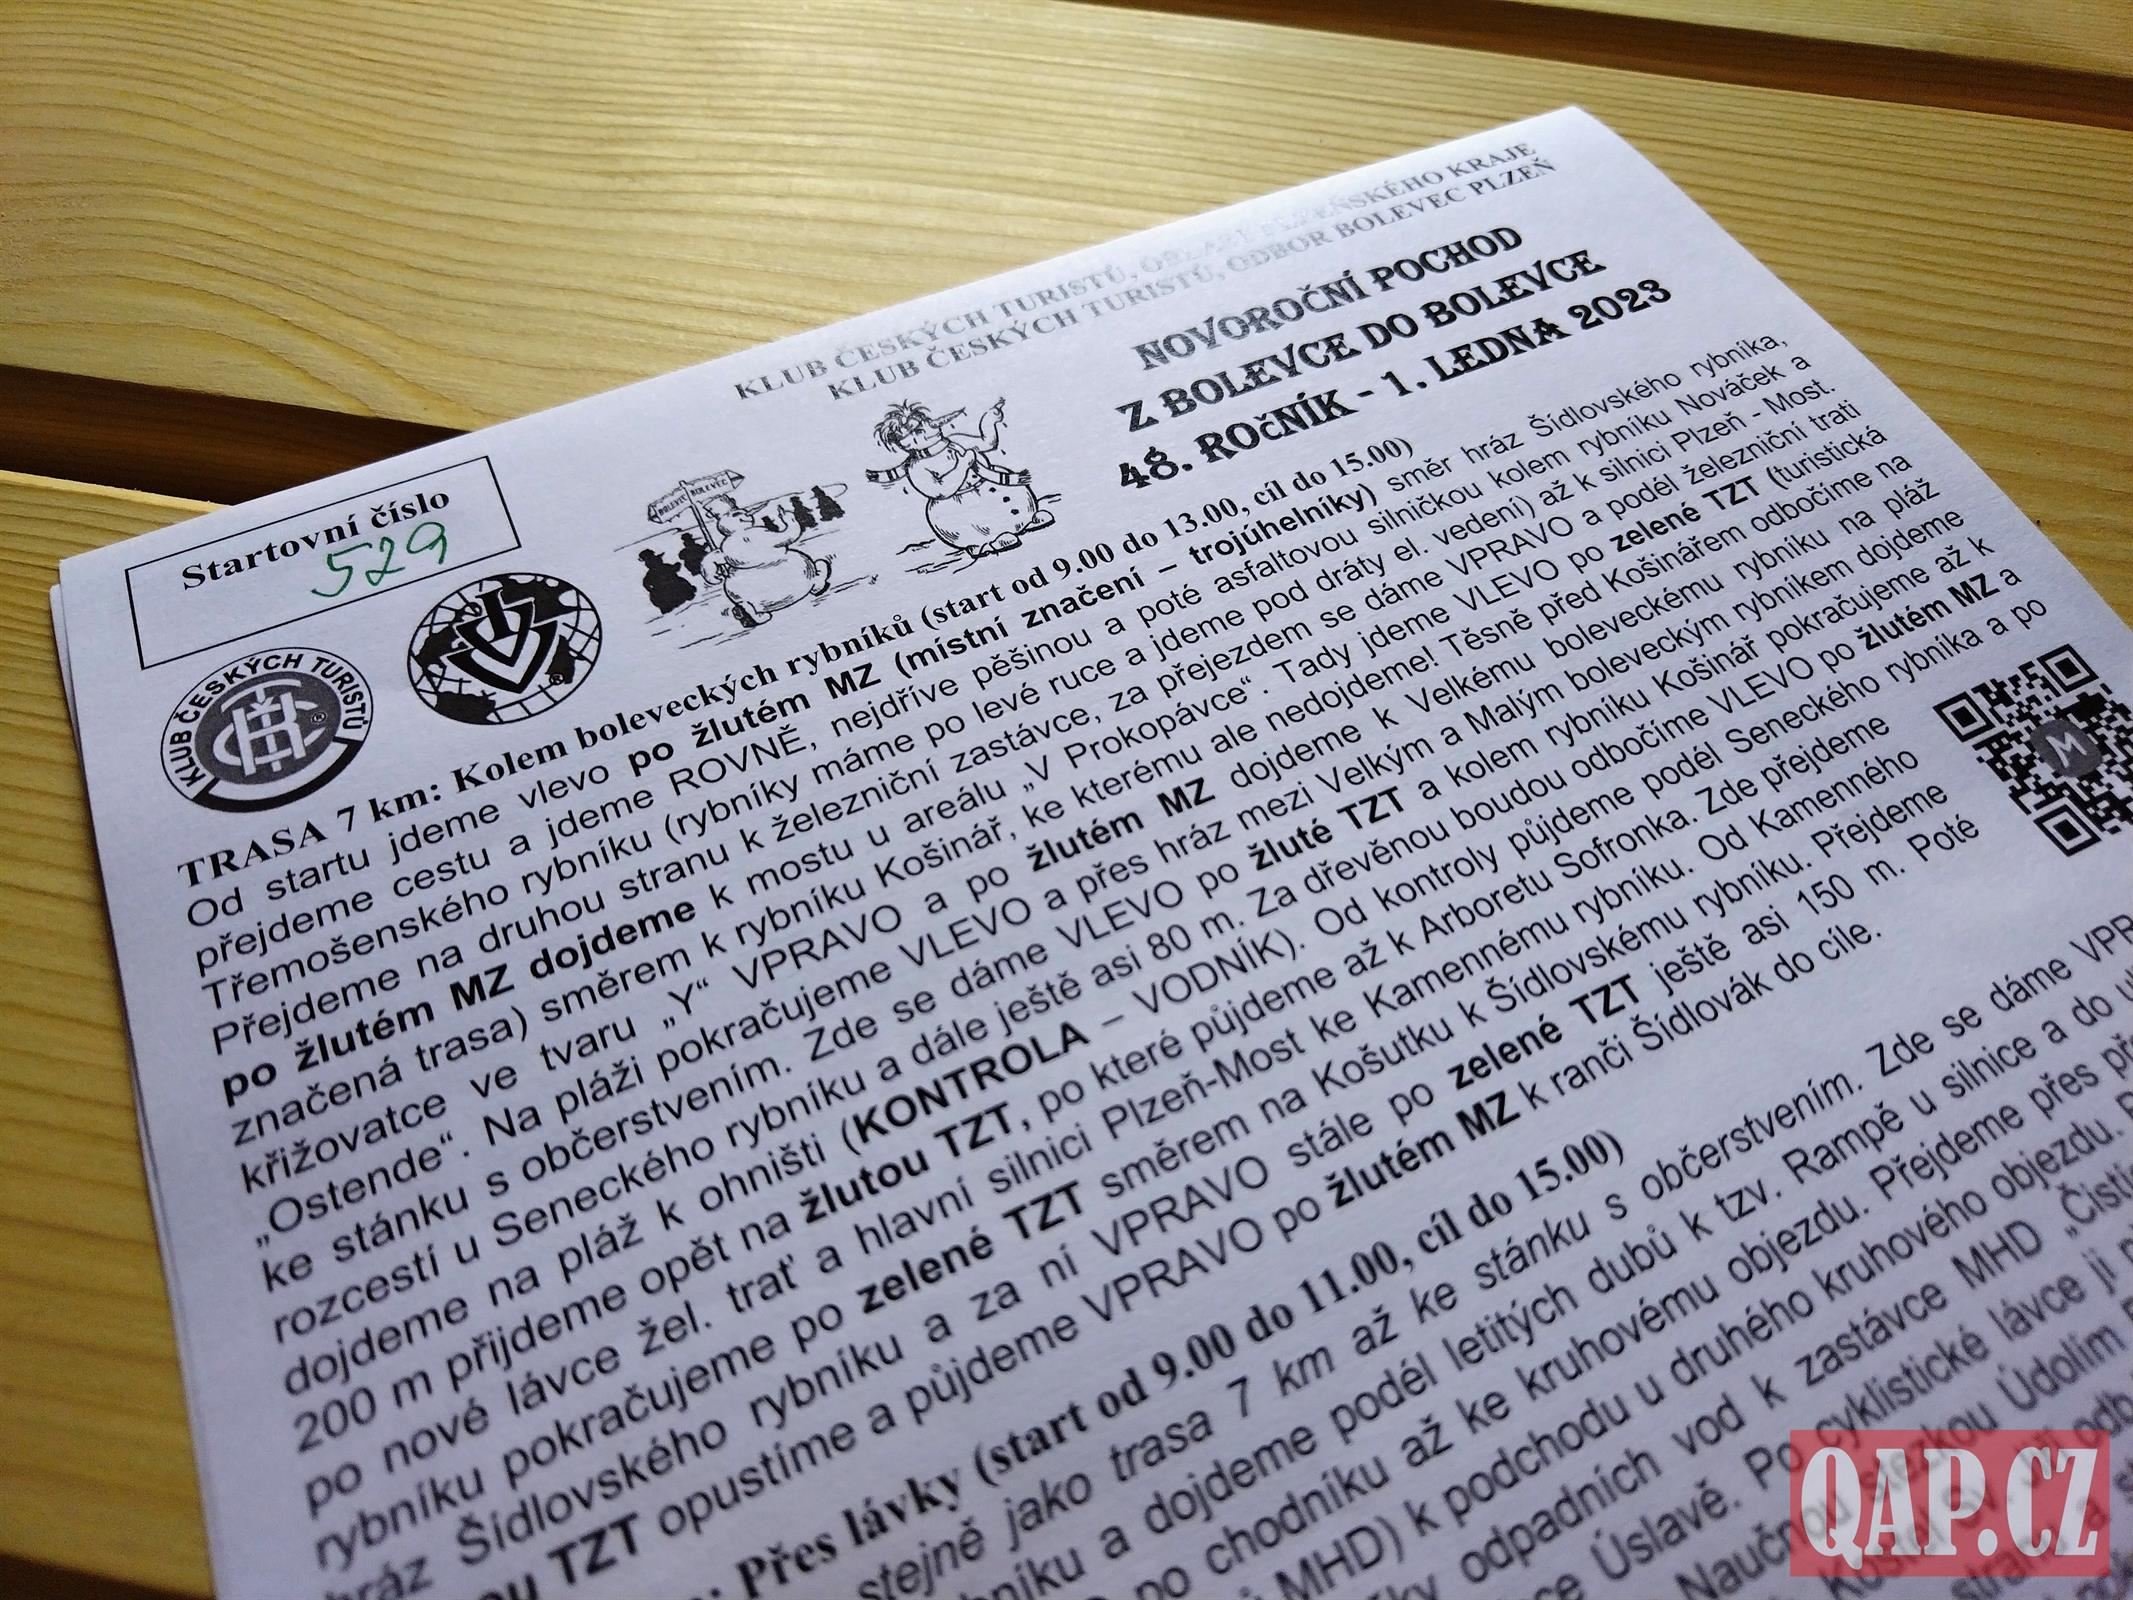 KLUB ČESKÝCH TURISTŮ, OBLAST PLZEŇSKÉHO KRAJE
KLUB ČESKÝCH TURISTŮ, ODBOR BOLEVEC PLZEŇ
Startovní číslo
529
NOVOROČNÍ POCHOD
Z BOLEVCE DO BOLEVCE
48. ROČNÍK - 1. LEDNA 2023
BOLEVEC BOLEVEC
KLUB ČESKÝCH TURISTŮ
KČT
IVV
TRASA 7 km: Kolem boleveckých rybníků (start od 9.00 do 13.00, cíl do 15.00)
Od startu jdeme vlevo po žlutém MZ (místní značení – trojúhelníky) směr hráz Šídlovského rybníka,
přejdeme cestu a jdeme ROVNĚ, nejdříve pěšinou a poté asfaltovou silničkou kolem rybníku Nováček a
Třemošenského rybníku (rybníky máme po levé ruce a jdeme pod dráty el. vedení) až k silnici Plzeň - Most.
Přejdeme na druhou stranu k železniční zastávce, za přejezdem se dáme VPRAVO a podél železniční trati
po žlutém MZ dojdeme k mostu u areálu „V Prokopávce“. Tady jdeme VLEVO po zelené TZT (turistická
značená trasa) směrem k rybníku Košinář, ke kterému ale nedojdeme! Těsně před Košinářem odbočíme na
křižovatce ve tvaru „Y“ VPRAVO a po žlutém MZ dojdeme k Velkému boleveckému rybníku na pláž
„Ostende“. Na pláži pokračujeme VLEVO a přes hráz mezi Velkým a Malým boleveckým rybníkem dojdeme
ke stánku s občerstvením. Zde se dáme VLEVO po žluté TZT a kolem rybníku Košinář pokračujeme až k
rozcestí u Seneckého rybníku a dále ještě asi 80 m. Za dřevěnou boudou odbočíme VLEVO po žlutém MZ a
dojdeme na pláž k ohništi (KONTROLA – VODNÍK). Od kontroly půjdeme podél Seneckého rybníka a po
200 m přijdeme opět na žlutou TZT, po které půjdeme až k Arboretu Sofronka. Zde přejdeme
po nové lávce žel. trať a hlavní silnici Plzeň-Most ke Kamennému rybníku. Od Kamenného
rybníku pokračujeme po zelené TZT směrem na Košutku k Šídlovskému rybníku. Přejdeme
hráz Šídlovského rybníku a za ní VPRAVO stále po zelené TZT ještě asi 150 m. Poté
TZT opustíme a půjdeme VPRAVO po žlutém MZ k ranči Šídlovák do cíle.
Přes lávky (start od 9.00 do 11.00, cíl do 15.00)
stejně jako trasa 7 km až ke stánku s občerstvením. Zde se dáme
a dojdeme podél letitých dubů k tzv. Rampě u silnice a do
po chodníku až ke kruhovému objezdu. Přejdeme přes
MHD) k podchodu u druhého kruhového objezdu.
odpadních vod k zastávce MHD
Úslavě. Po cyklistické lávce ji
Naučnou stezkou Údolím
QAP.CZ